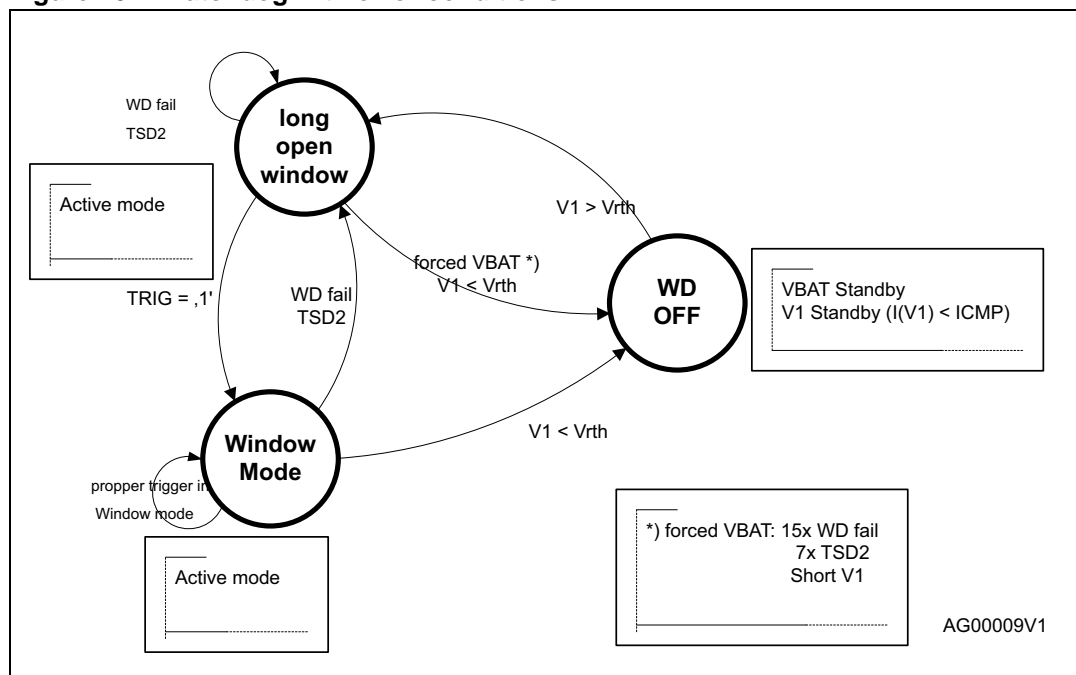 WD fail
TSD2
long
open
window
Active mode
V1 > Vrth
forced VBAT *)
V1 < Vrth
WD
OFF
VBAT Standby
V1 Standby (I(V1) < ICMP)
TRIG = ‚1'
WD fail
TSD2
V1 < Vrth
Window
Mode
propper trigger in
Window mode
Active mode
*) forced VBAT: 15x WD fail
7x TSD2
Short V1
AG00009V1